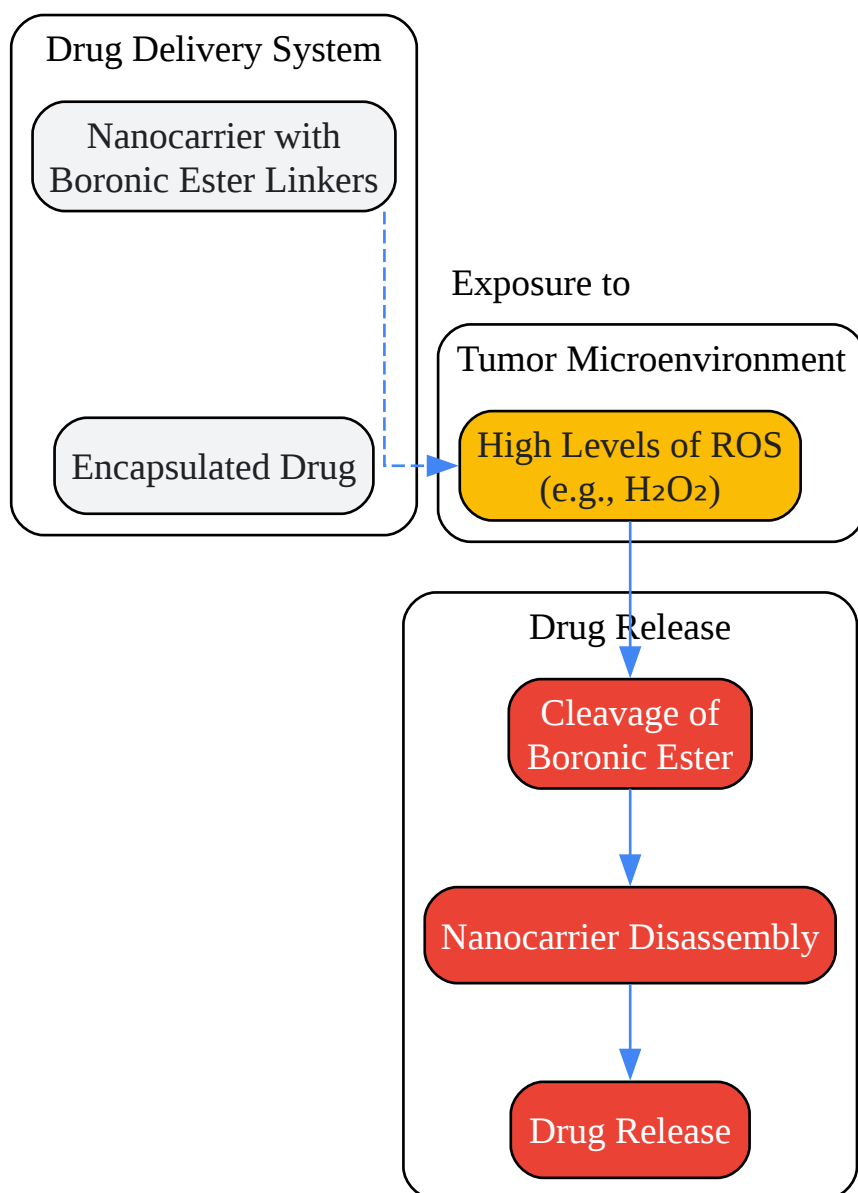 Drug Delivery System
Nanocarrier with
Boronic Ester Linkers
Encapsulated Drug
Exposure to
Tumor Microenvironment
High Levels of ROS
(e.g., H₂O₂)
Drug Release
Cleavage of
Boronic Ester
Nanocarrier Disassembly
Drug Release